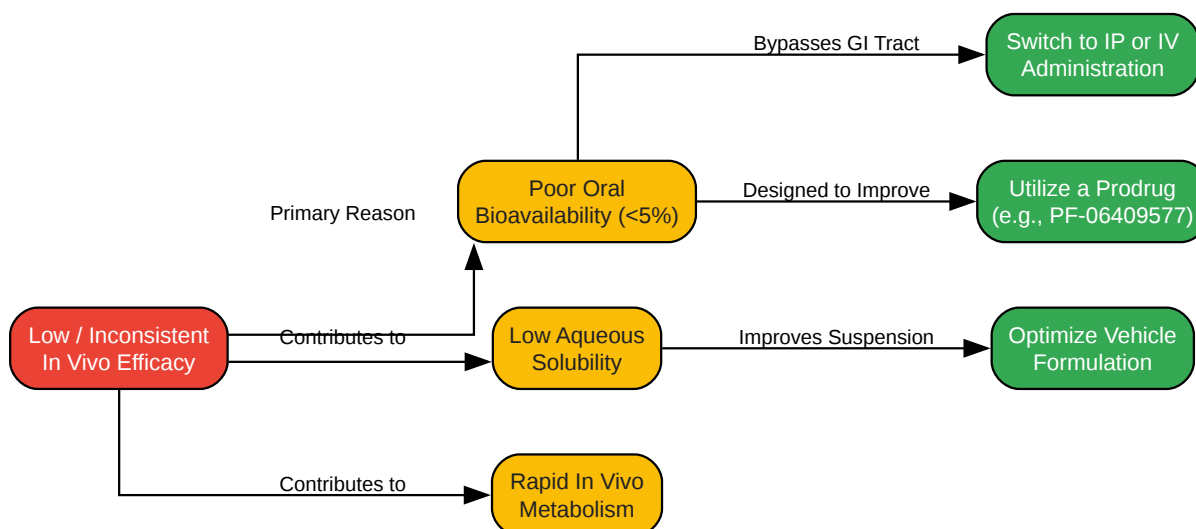 Bypasses GI Tract
Switch to IP or IV
Administration
Primary Reason
Poor Oral
Bioavailability (<5%)
Designed to Improve
Utilize a Prodrug
(e.g., PF-06409577)
Low / Inconsistent
In Vivo Efficacy
Contributes to
Low Aqueous
Solubility
Improves Suspension
Optimize Vehicle
Formulation
Contributes to
Rapid In Vivo
Metabolism